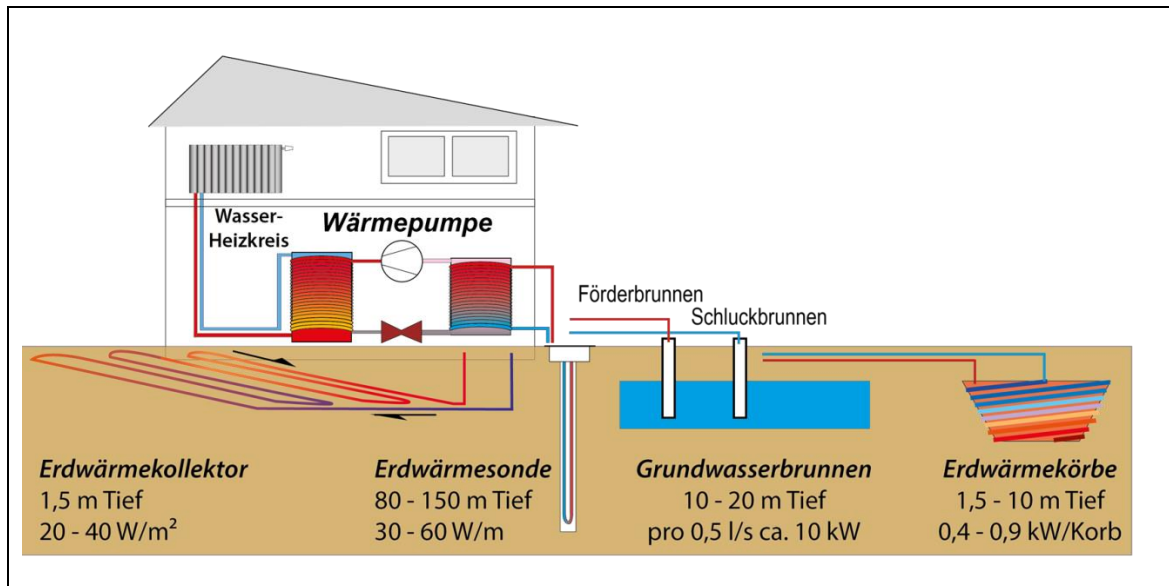 Wasser-
Heizkreis
Wärmepumpe
Förderbrunnen
Schluckbrunnen
Erdwärmekollektor
1,5 m Tief
20 - 40 W/m²
Erdwärmesonde
80 - 150 m Tief
30 - 60 W/m
Grundwasserbrunnen
10 - 20 m Tief
pro 0,5 l/s ca. 10 kW
Erdwärmekörbe
1,5 - 10 m Tief
0,4 - 0,9 kW/Korb